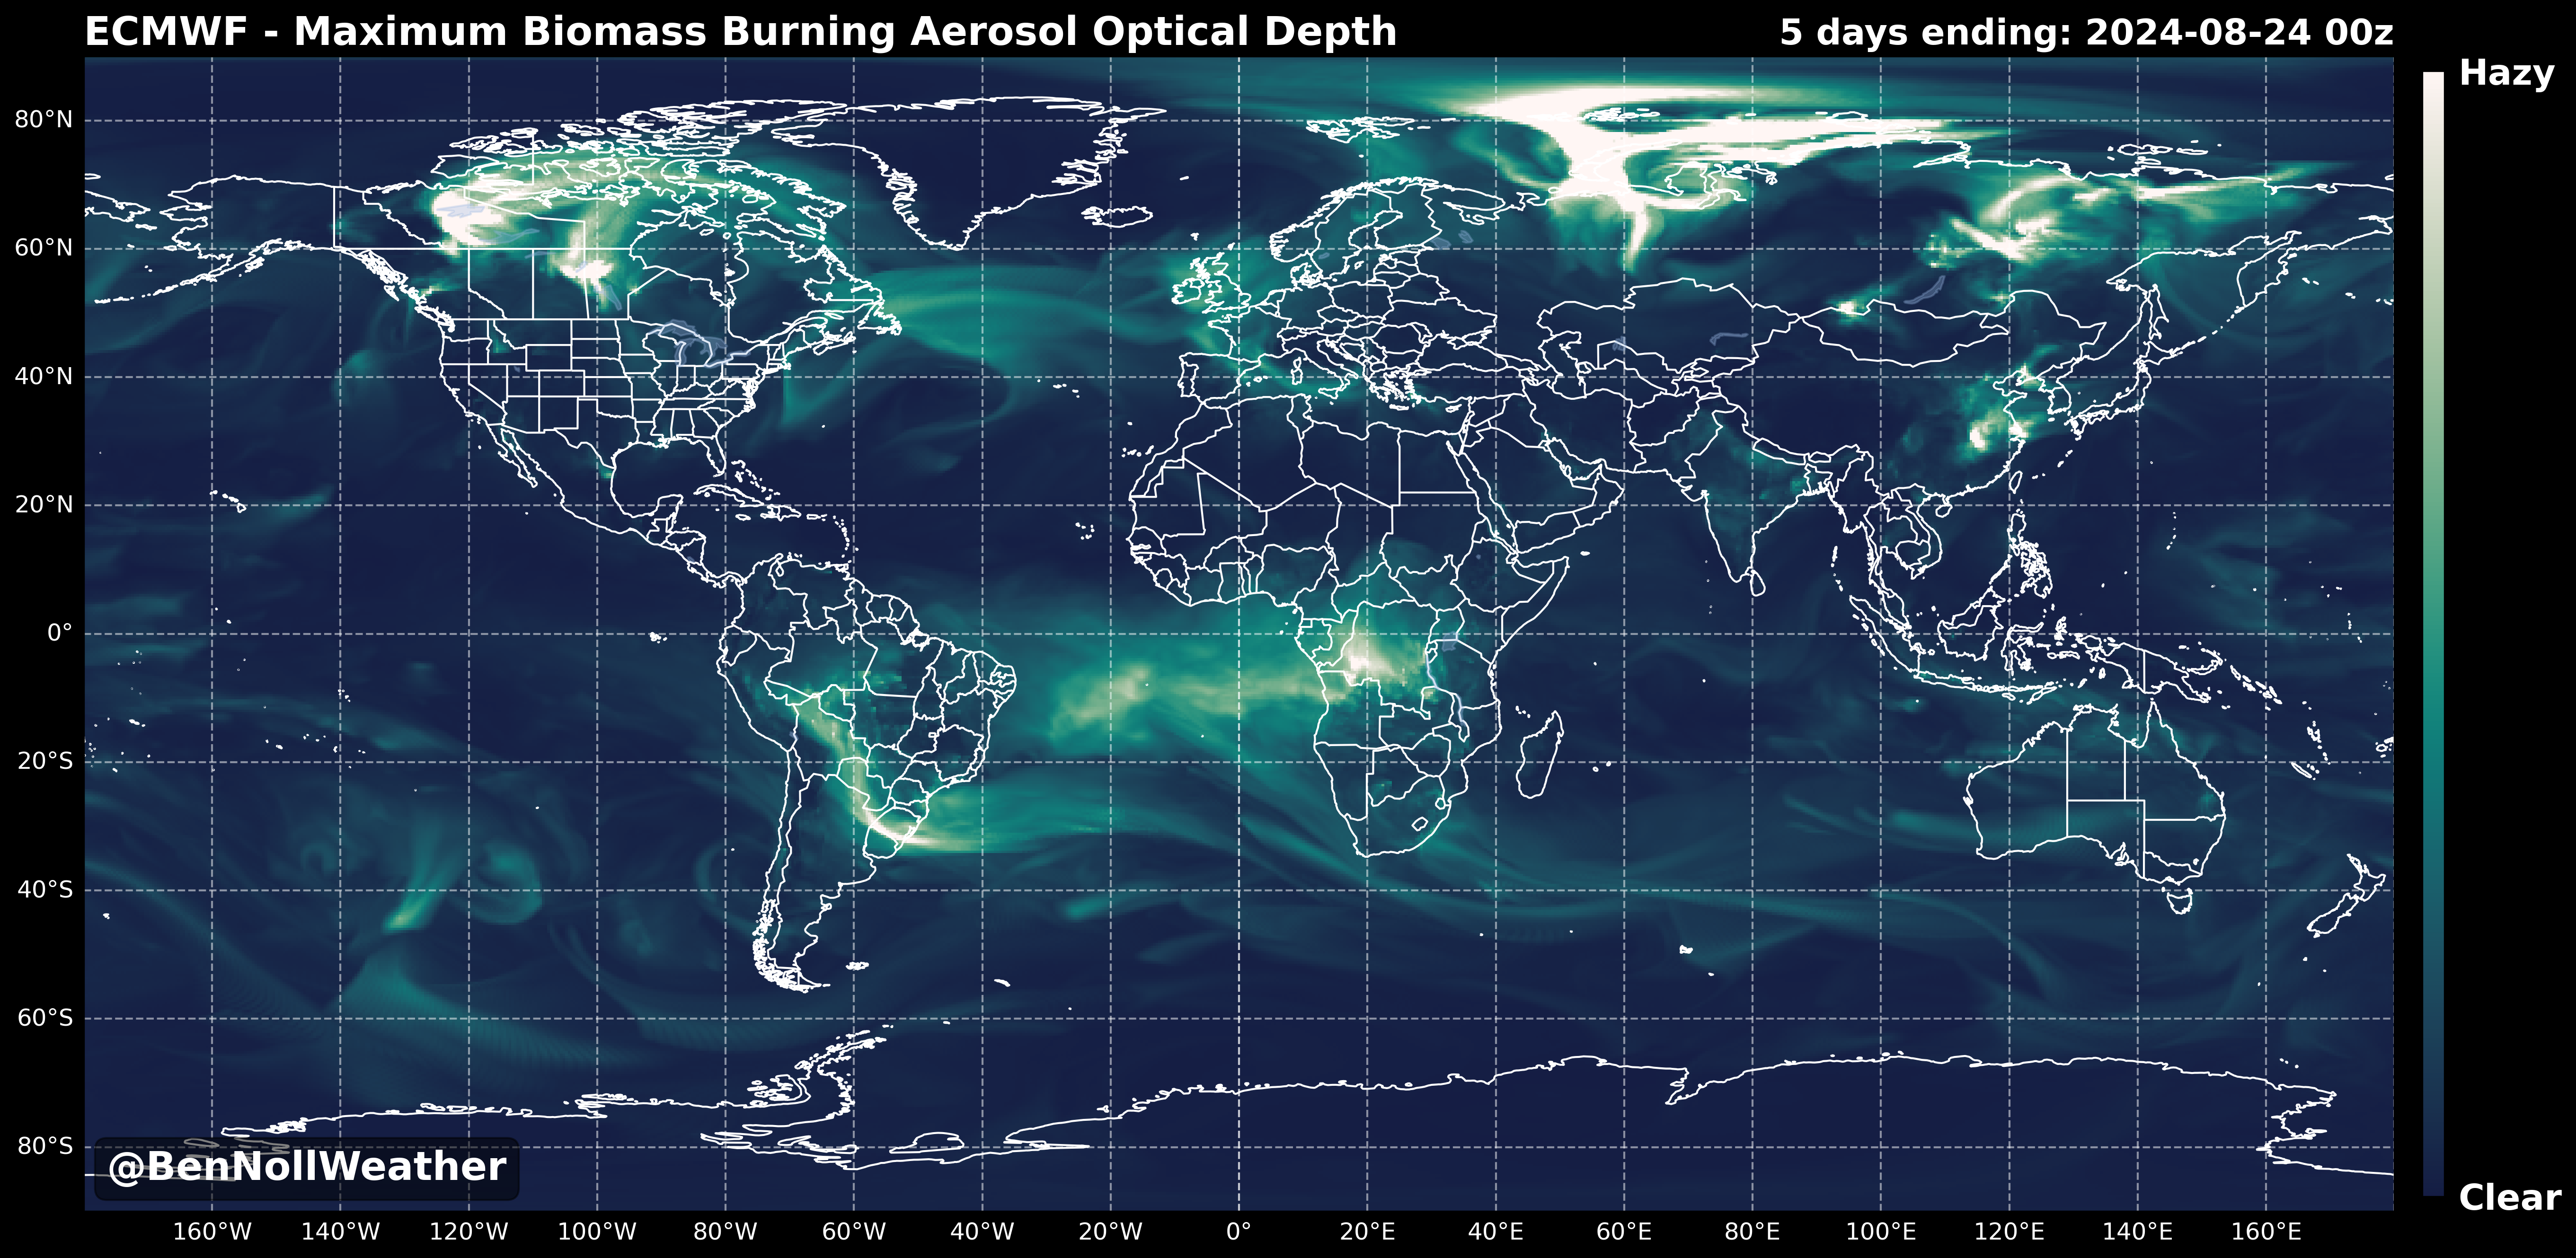 ECMWF - Maximum Biomass Burning Aerosol Optical Depth
5 days ending: 2024-08-24 00z
Hazy
80°N
60°N
40°N
20°N
0°
20°S
40°S
60°S
80°S
@BenNollWeather
Clear
160°W 140°W 120°W 100°W 80°W 60°W 40°W 20°W 0° 20°E 40°E 60°E 80°E 100°E 120°E 140°E 160°E